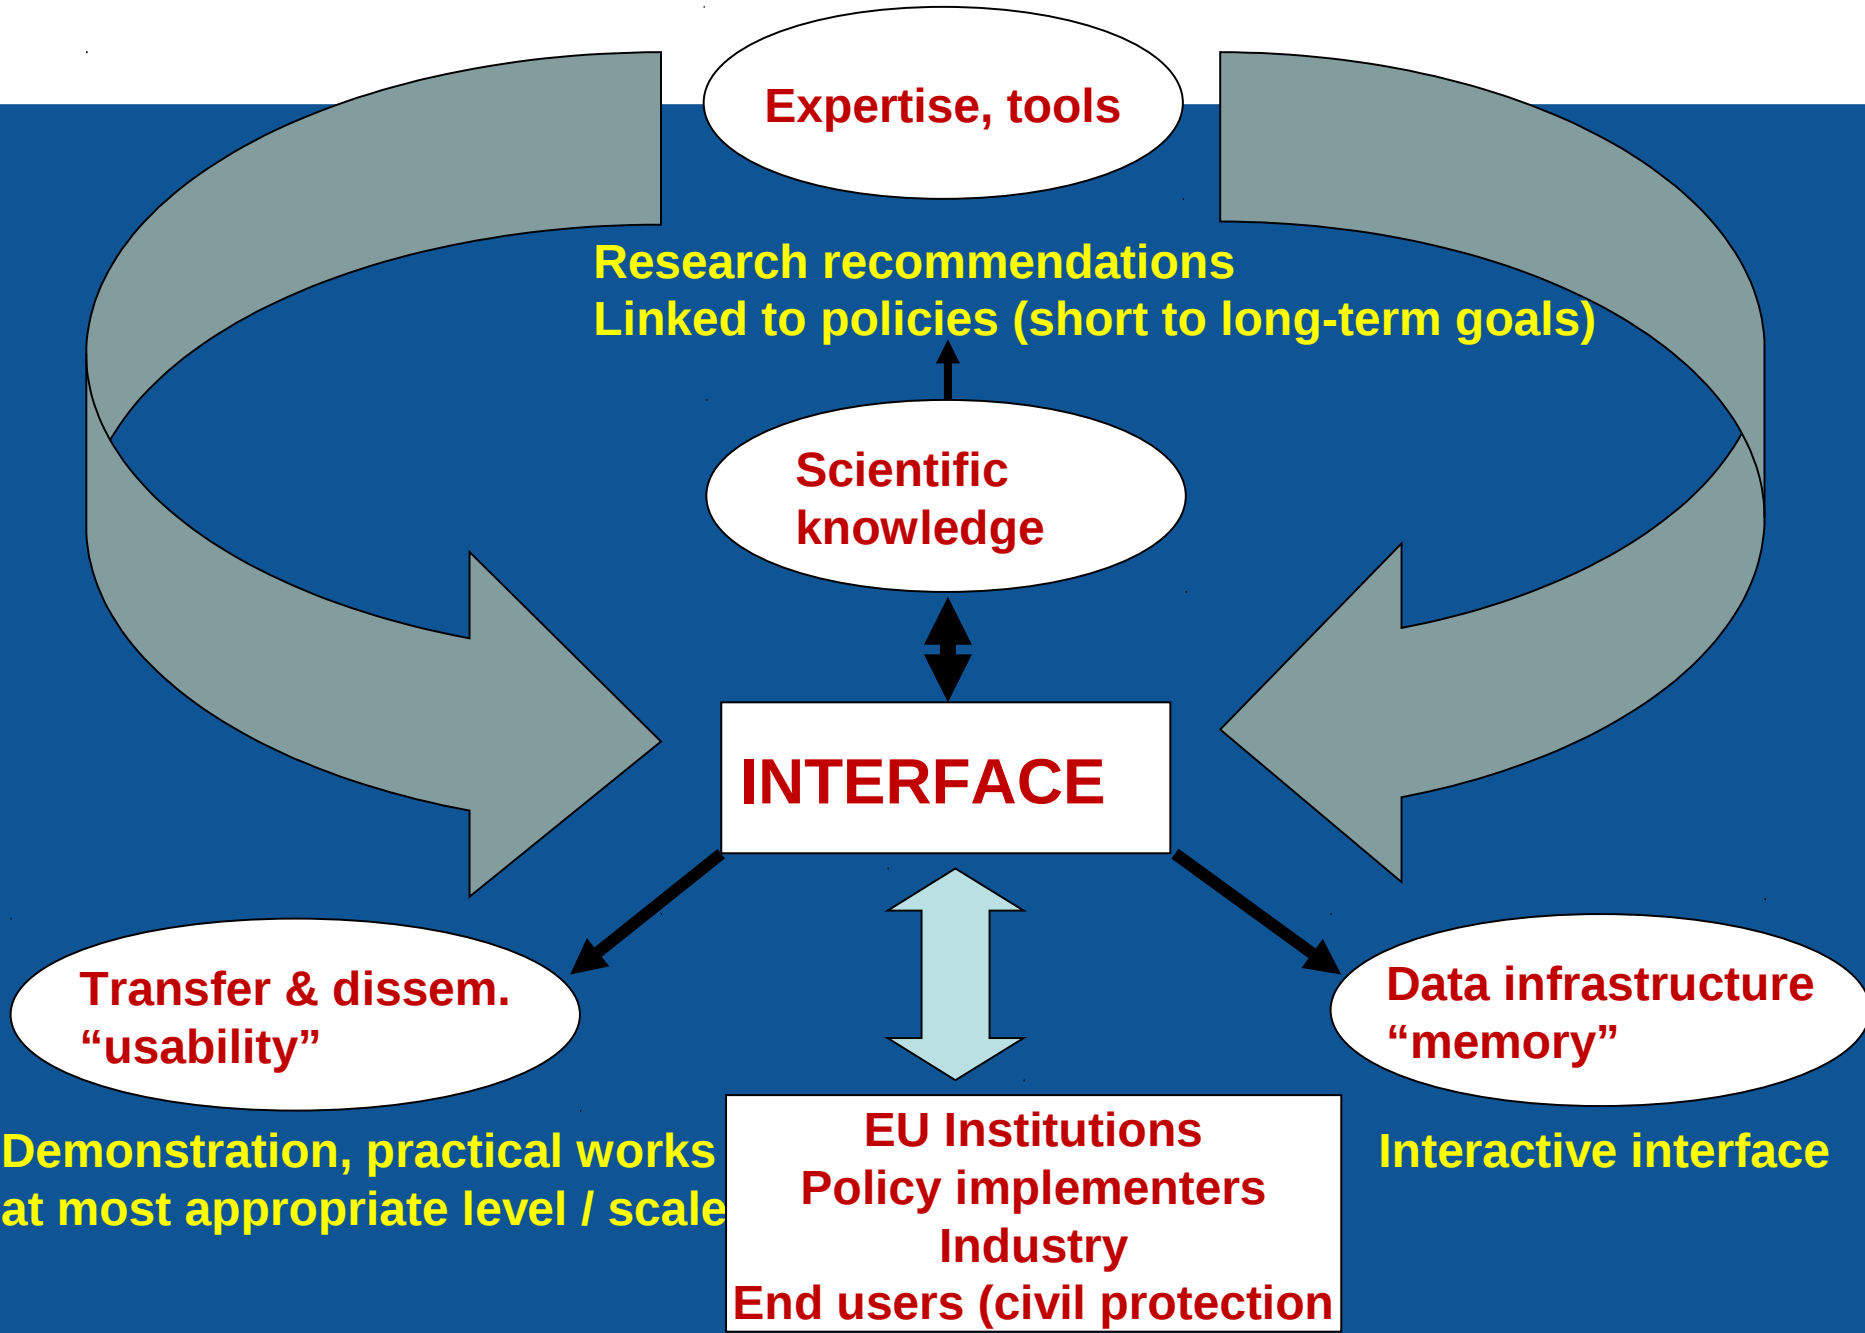 Expertise, tools
Research recommendations
Linked to policies (short to long-term goals)
Scientific
knowledge
INTERFACE
Transfer & dissem.
“usability”
Data infrastructure
“memory”
Demonstration, practical works
at most appropriate level / scale
EU Institutions
Policy implementers
Industry
End users (civil protection
Interactive interface